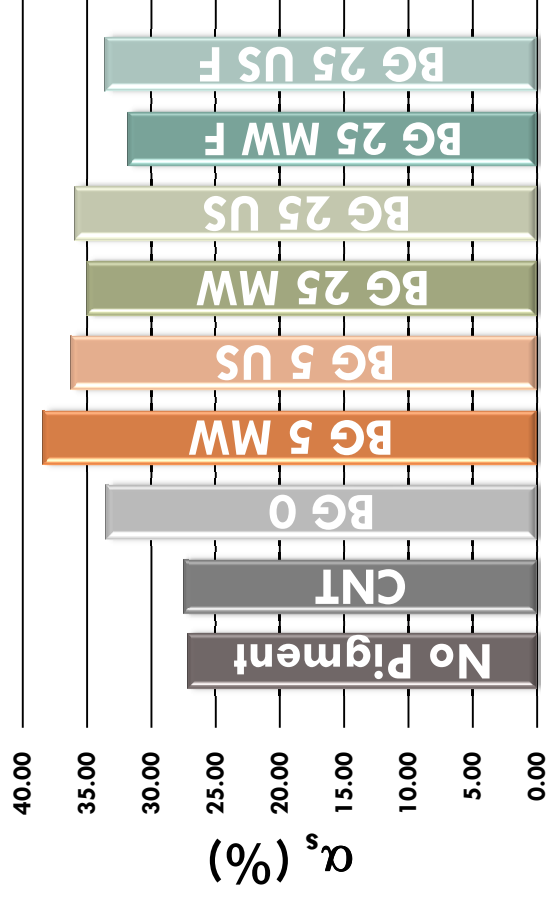 BG 25 US F
BG 25 MW F
BG 25 US
BG 25 MW
BG 5 US
BG 5 MW
BG 0
CNT
No Pigment
40.00
35.00
30.00
25.00
20.00
15.00
10.00
5.00
0.00
αs (%)